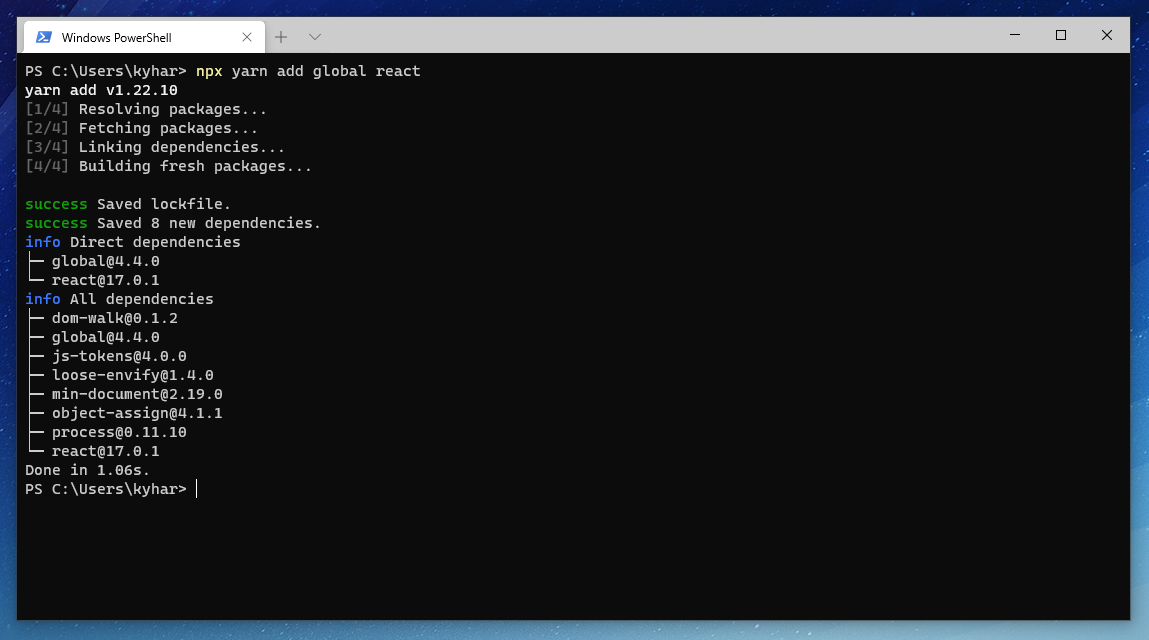 Windows PowerShell
PS C:\Users\kyhar> npx yarn add global react
yarn add v1.22.10
[1/4] Resolving packages...
[2/4] Fetching packages...
[3/4] Linking dependencies...
[4/4] Building fresh packages...
success Saved lockfile.
success Saved 8 new dependencies.
info Direct dependencies
├─ global@4.4.0
└─ react@17.0.1
info All dependencies
├─ dom-walk@0.1.2
├─ global@4.4.0
├─ js-tokens@4.0.0
├─ loose-envify@1.4.0
├─ min-document@2.19.0
├─ object-assign@4.1.1
├─ process@0.11.10
└─ react@17.0.1
Done in 1.06s.
PS C:\Users\kyhar>